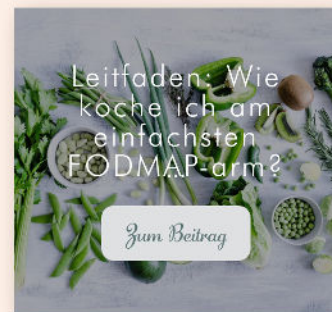 Leitfaden: Wie
koche ich am
einfachsten
FODMAP-arm?
Zum Beitrag